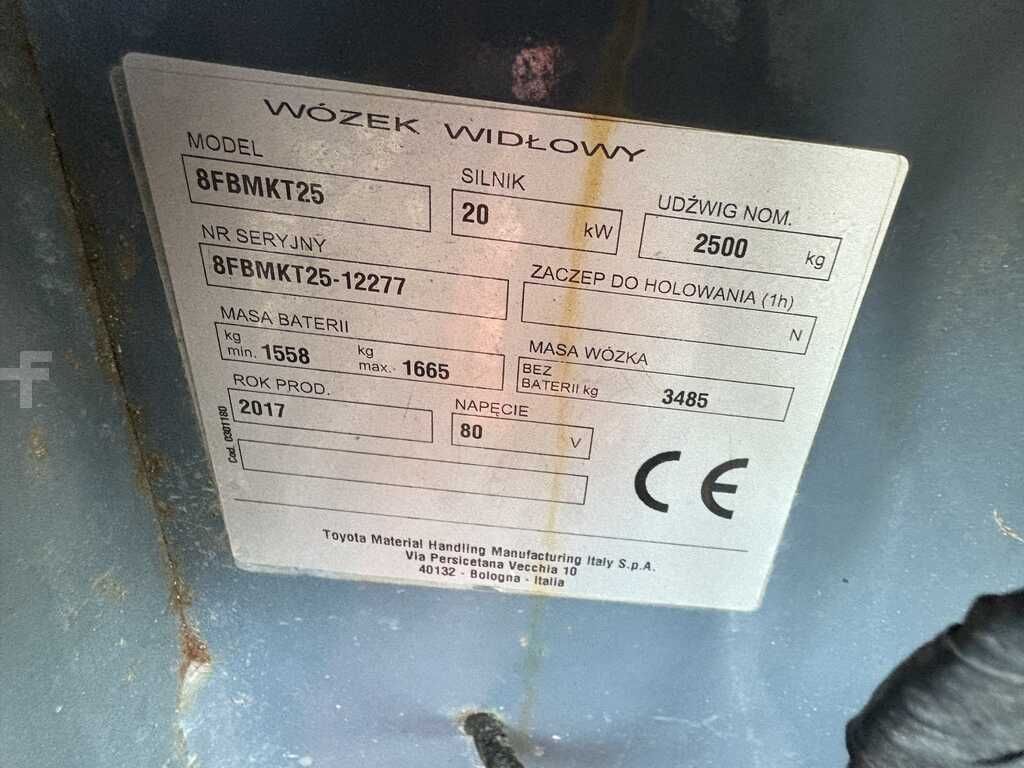 WÓZEK WIDŁOWY
MODEL
8FBMKT25
SILNIK
20 kW
UDŹWIG NOM.
2500 kg
NR SERYJNY
8FBMKT25-12277
ZACZEP DO HOLOWANIA (1h)
N
MASA BATERII
kg min. 1558 kg max. 1665
MASA WÓZKA
BEZ
BATERII kg 3485
ROK PROD.
2017
NAPĘCIE
80 V
Cod. 0301180
CE
Toyota Material Handling Manufacturing Italy S.p.A.
Via Persicetana Vecchia 10
40132 - Bologna - Italia
f